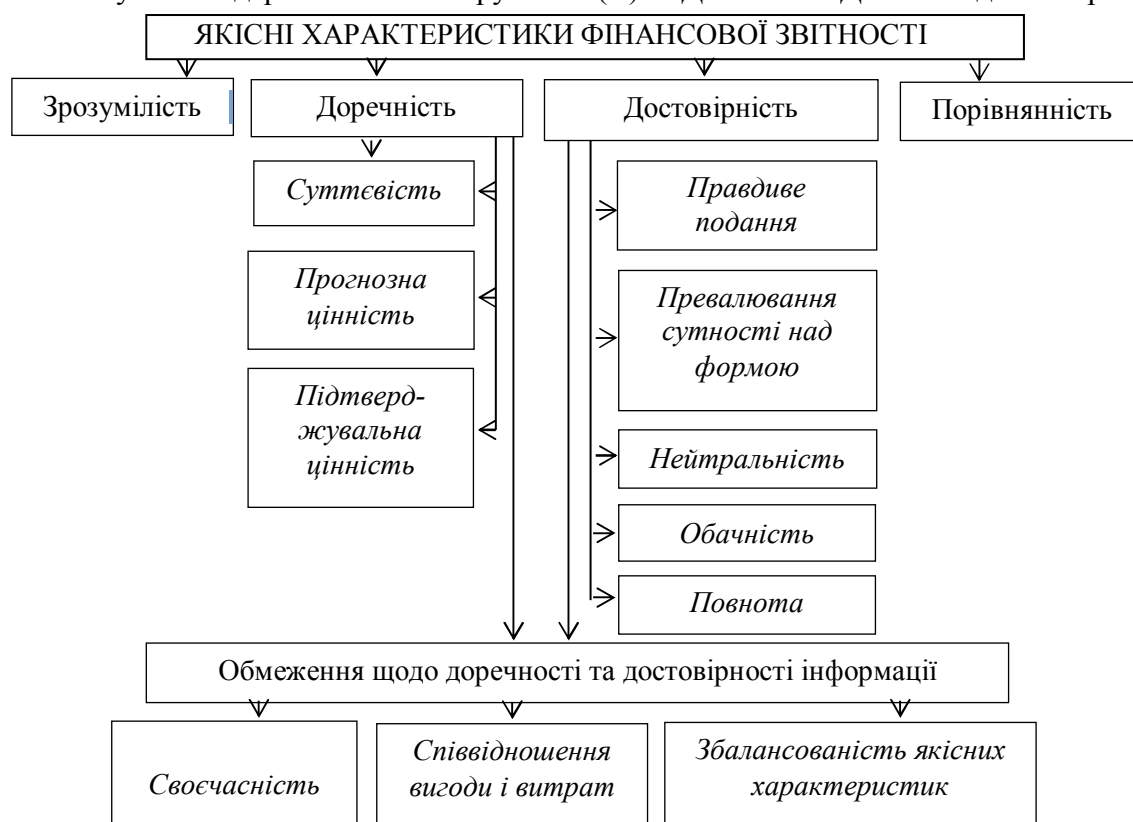 ЯКІСНІ ХАРАКТЕРИСТИКИ ФІНАНСОВОЇ ЗВІТНОСТІ
Зрозумілість
Доречність
Достовірність
Порівнянність
Суттєвість
Прогнозна
цінність
Підтверд-
жувальна
цінність
Правдиве
подання
Превалювання
сутності над
формою
Нейтральність
Обачність
Повнота
Обмеження щодо доречності та достовірності інформації
Своєчасність
Співвідношення
вигоди і витрат
Збалансованість якісних
характеристик